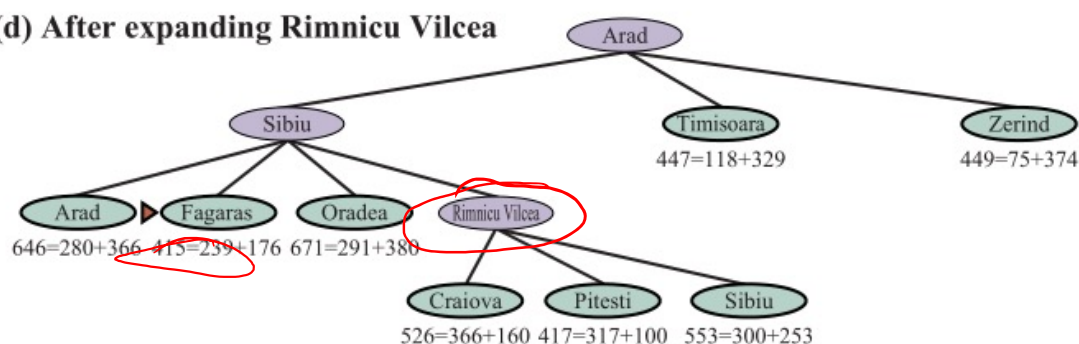 (d) After expanding Rimnicu Vilcea
Arad
Sibiu
Timisoara
Zerind
447=118+329
449=75+374
Arad
Fagaras
Oradea
Rimnicu Vilcea
646=280+366
415=239+176
671=291+380
Craiova
Pitesti
Sibiu
526=366+160
417=317+100
553=300+253